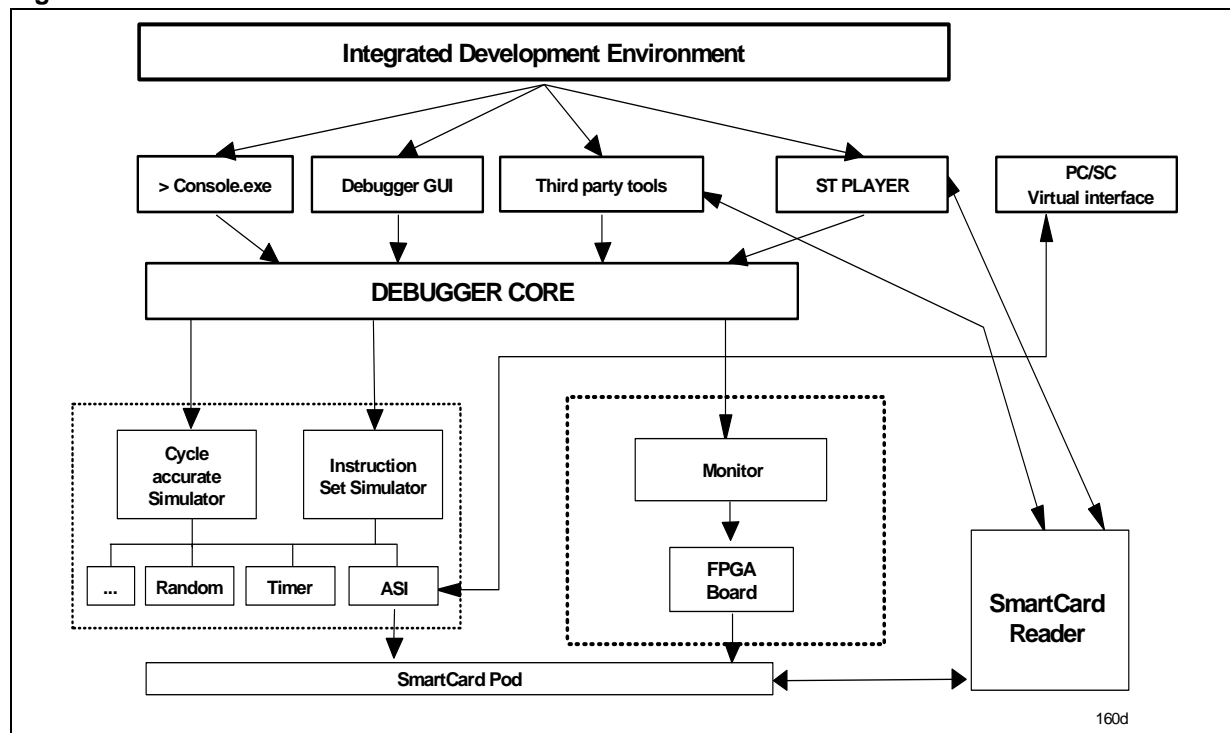 Integrated Development Environment
> Console.exe
Debugger GUI
Third party tools
ST PLAYER
PC/SC
Virtual interface
DEBUGGER CORE
Cycle
accurate
Simulator
Instruction
Set Simulator
Monitor
...
Random
Timer
ASI
FPGA
Board
SmartCard
Reader
SmartCard Pod
160d